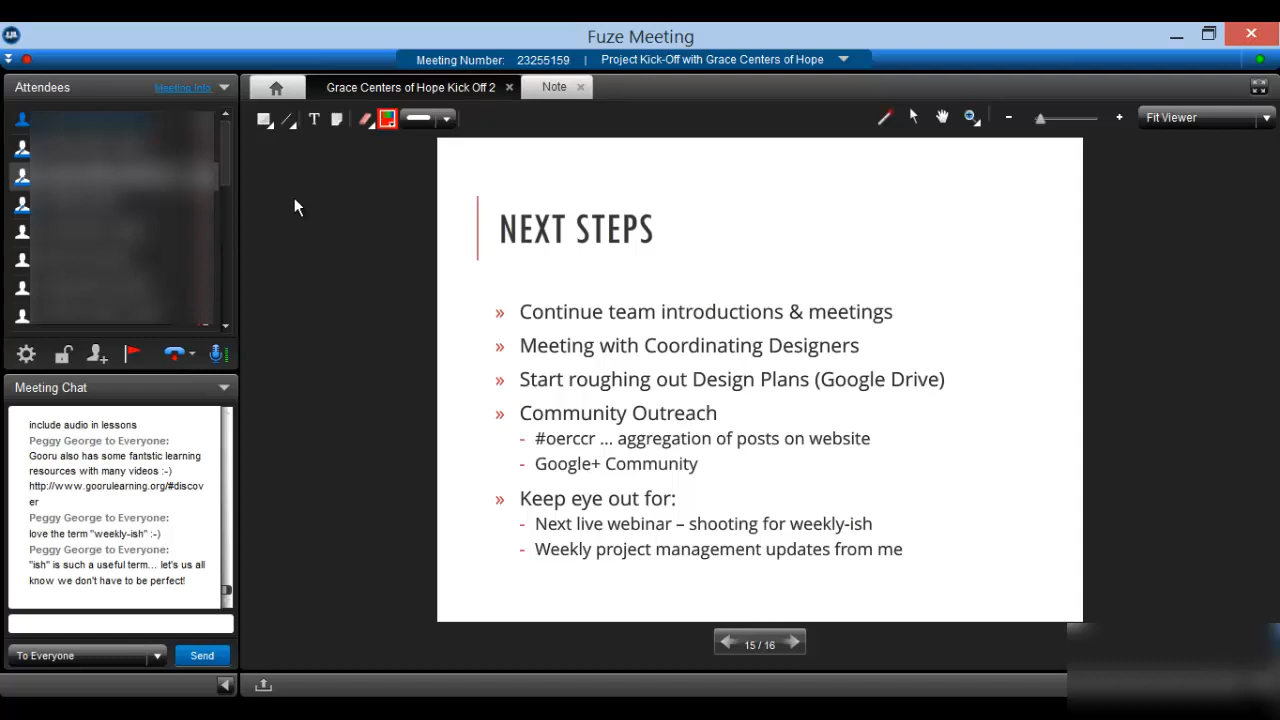 Fuze Meeting
Meeting Number: 23255159 | Project Kick-Off with Grace Centers of Hope
Attendees
Meeting Info
Grace Centers of Hope Kick Off 2
Note
T
Fit Viewer
NEXT STEPS
» Continue team introductions & meetings
» Meeting with Coordinating Designers
» Start roughing out Design Plans (Google Drive)
» Community Outreach
- #oerccr ... aggregation of posts on website
- Google+ Community
» Keep eye out for:
- Next live webinar – shooting for weekly-ish
- Weekly project management updates from me
15 / 16
Meeting Chat
include audio in lessons
Peggy George to Everyone:
Gooru also has some fantstic learning
resources with many videos :-)
http://www.goorulearning.org/#discov
er
Peggy George to Everyone:
love the term "weekly-ish" :-)
Peggy George to Everyone:
"ish" is such a useful term... let's us all
know we don't have to be perfect!
To Everyone
Send